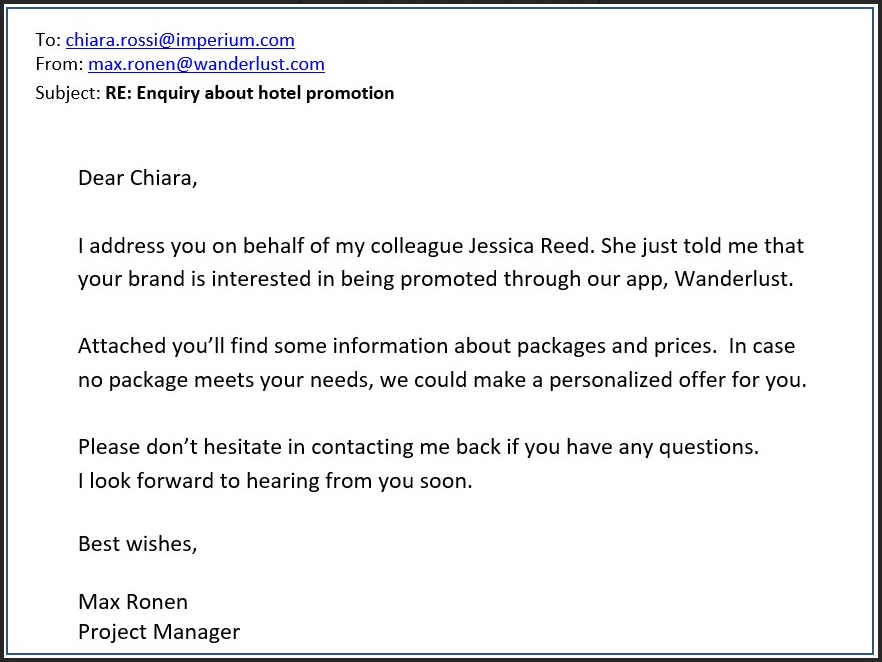 To: chiara.rossi@imperium.com
From: max.ronen@wanderlust.com
Subject: RE: Enquiry about hotel promotion
Dear Chiara,
I address you on behalf of my colleague Jessica Reed. She just told me that
your brand is interested in being promoted through our app, Wanderlust.
Attached you’ll find some information about packages and prices.  In case
no package meets your needs, we could make a personalized offer for you.
Please don’t hesitate in contacting me back if you have any questions.
I look forward to hearing from you soon.
Best wishes,
Max Ronen
Project Manager